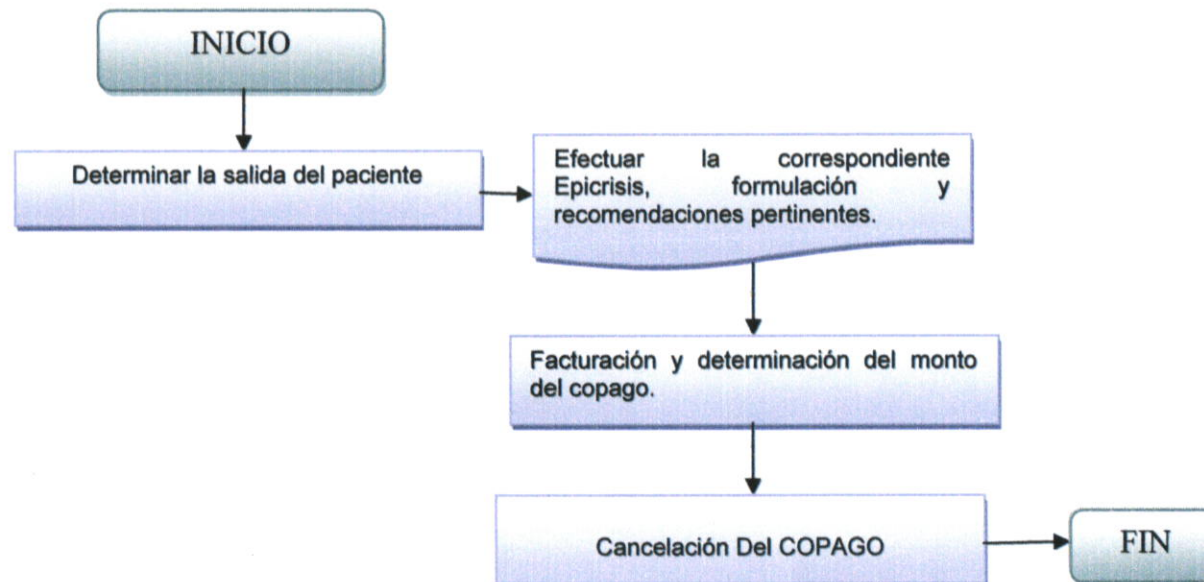 INICIO
Determinar la salida del paciente
Efectuar la correspondiente
Epicrisis, formulación y
recomendaciones pertinentes.
Facturación y determinación del monto
del copago.
Cancelación Del COPAGO
FIN